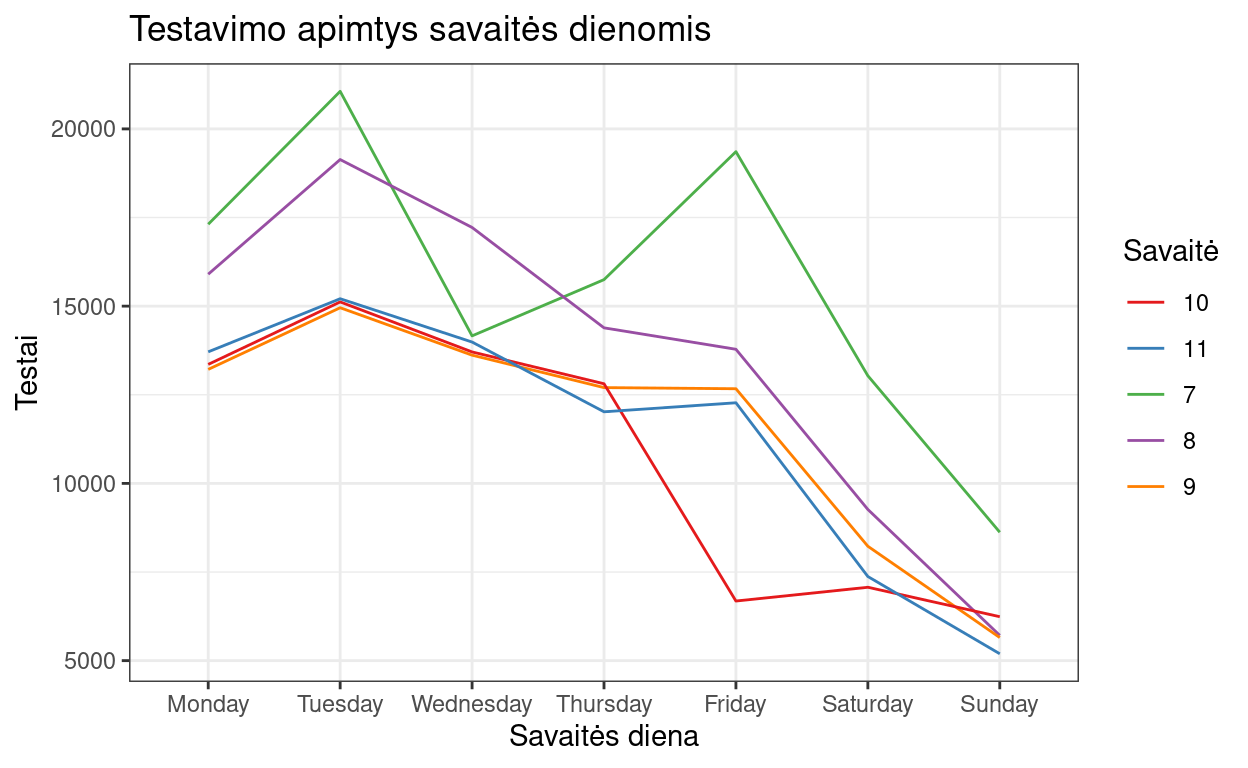 Testavimo apimtys savaitės dienomis
Testai
20000
15000
10000
5000
Monday Tuesday Wednesday Thursday Friday Saturday Sunday
Savaitės diena
Savaitė
10
11
7
8
9